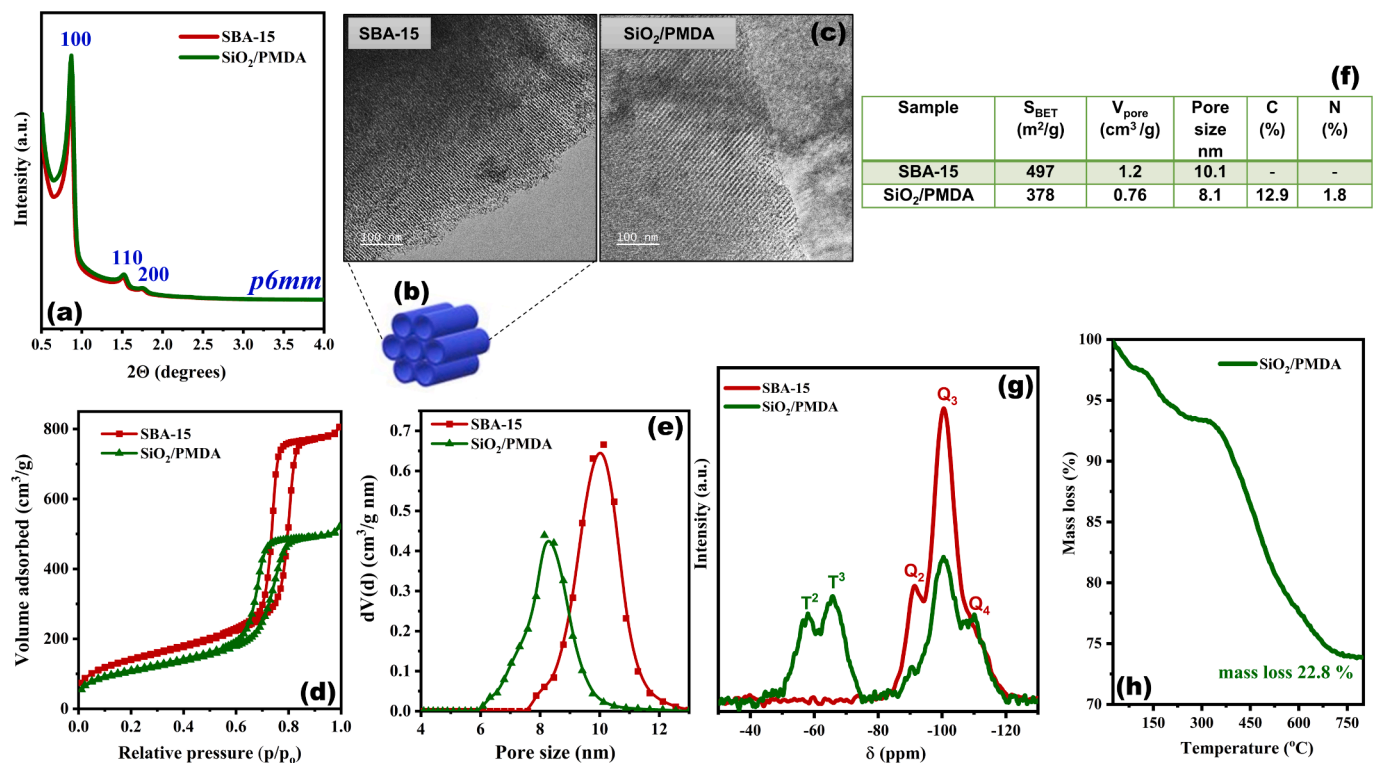 100
SBA-15
SiO₂/PMDA
110
200
p6mm
(a)
Intensity (a.u.)
0.5 1.0 1.5 2.0 2.5 3.0 3.5 4.0
2Θ (degrees)
SBA-15
100 nm
SiO₂/PMDA
(c)
100 nm
(b)
(f)
Sample S_BET (m²/g) V_pore (cm³/g) Pore size nm C (%) N (%)
SBA-15 497 1.2 10.1 - -
SiO₂/PMDA 378 0.76 8.1 12.9 1.8
800
600
400
200
0
Volume adsorbed (cm³/g)
SBA-15
SiO₂/PMDA
(d)
0.0 0.2 0.4 0.6 0.8 1.0
Relative pressure (p/p₀)
0.7
0.6
0.5
0.4
0.3
0.2
0.1
0.0
dV(d) (cm³/g nm)
SBA-15
SiO₂/PMDA
(e)
4 6 8 10 12
Pore size (nm)
SBA-15
SiO₂/PMDA
(g)
Q₃
Q₂
Q₄
T² T³
Intensity (a.u.)
-40 -60 -80 -100 -120
δ (ppm)
100
95
90
85
80
75
70
Mass loss (%)
SiO₂/PMDA
mass loss 22.8 %
(h)
150 300 450 600 750
Temperature (°C)